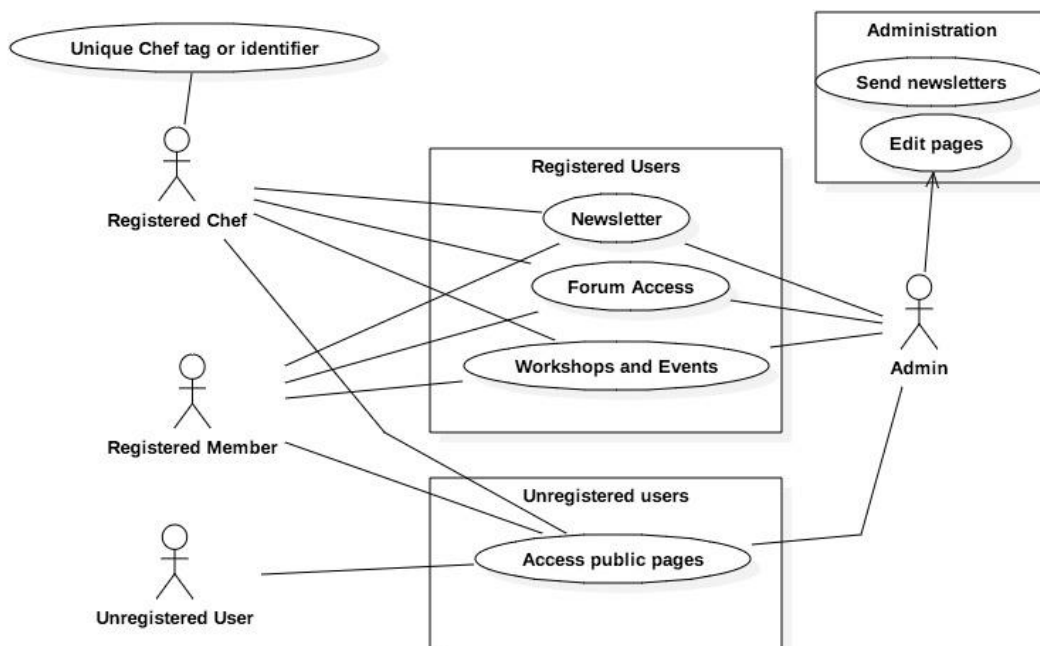 Unique Chef tag or identifier
Administration
Send newsletters
Edit pages
Registered Users
Registered Chef
Newsletter
Forum Access
Workshops and Events
Admin
Registered Member
Unregistered users
Access public pages
Unregistered User